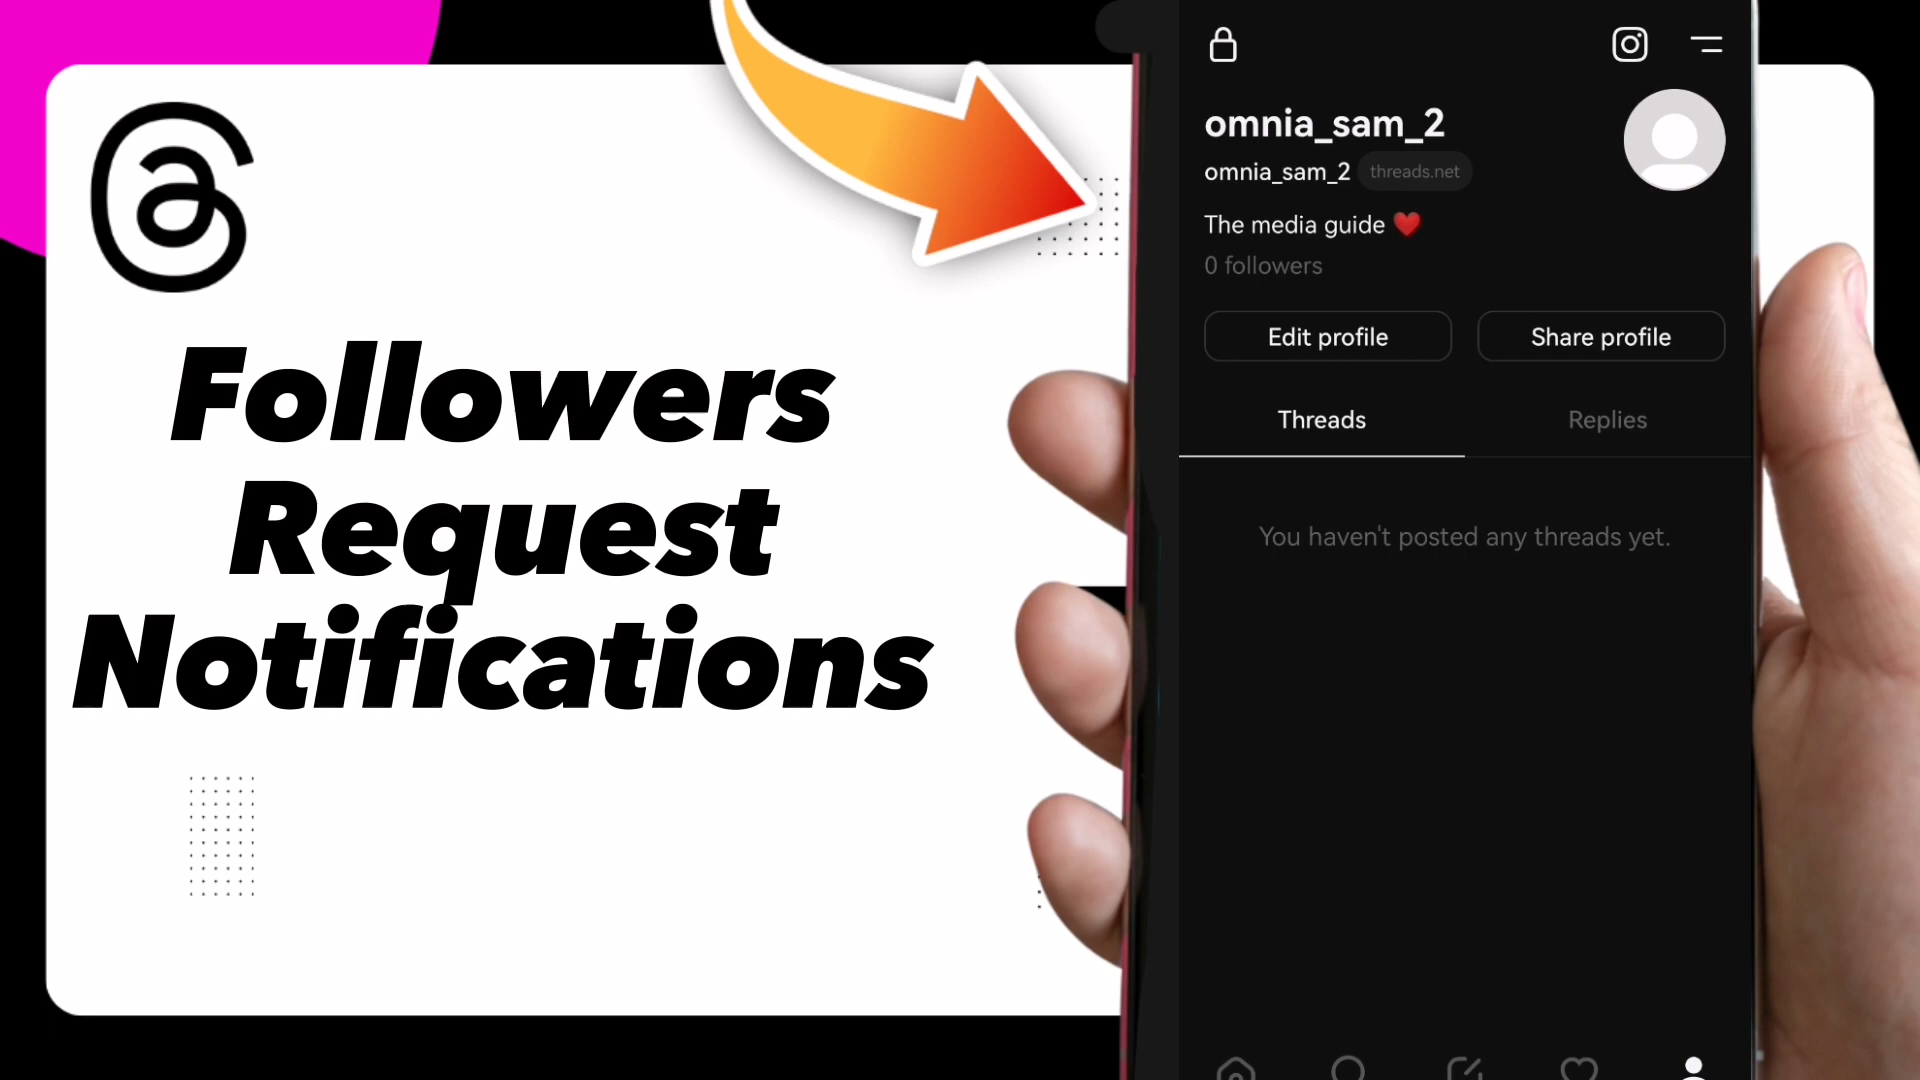 Followers
Request
Notifications
omnia_sam_2
omnia_sam_2 threads.net
The media guide ❤️
0 followers
Edit profile Share profile
Threads Replies
You haven't posted any threads yet.